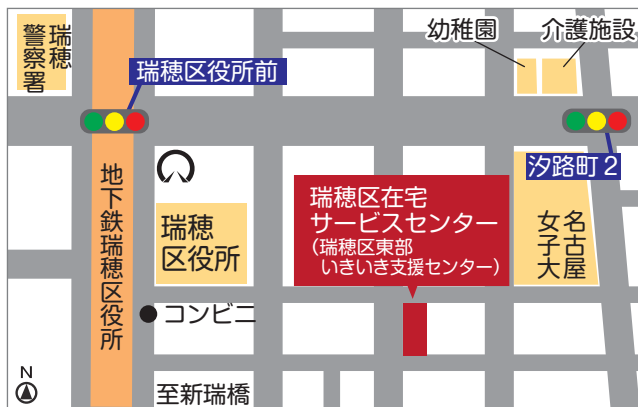 瑞穂
警察署
瑞穂区役所前
幼稚園
介護施設
汐路町2
地下鉄瑞穂区役所
瑞穂
区役所
瑞穂区在宅
サービスセンター
(瑞穂区東部
いきいき支援センター)
名古屋
女子大
コンビニ
N
至新瑞橋